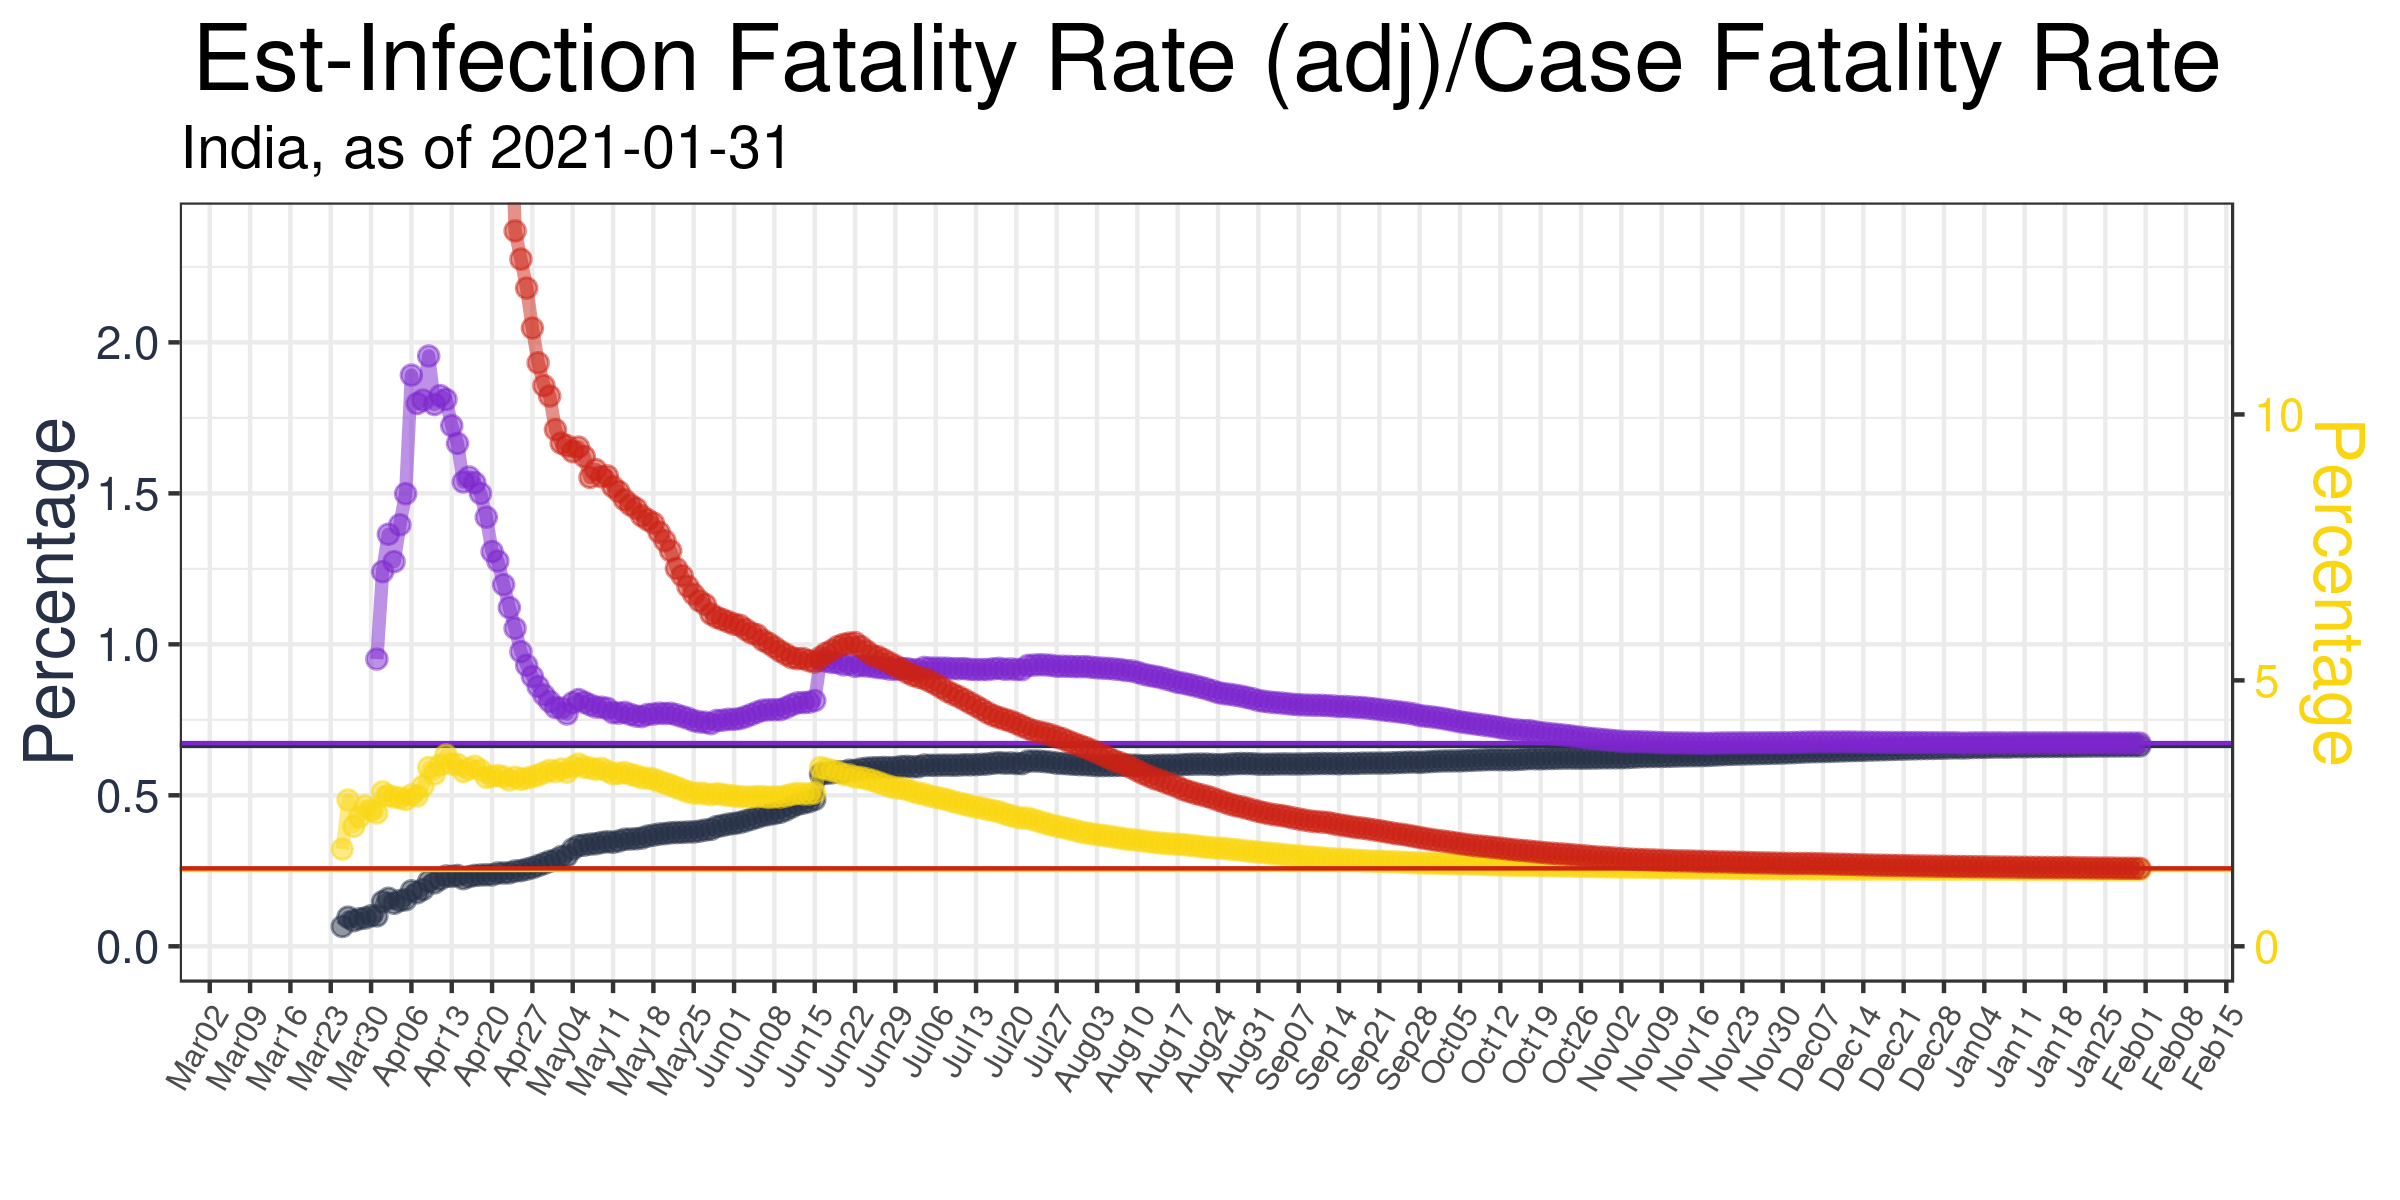 Est-Infection Fatality Rate (adj)/Case Fatality Rate
India, as of 2021-01-31
Percentage
2.0
1.5
1.0
0.5
0.0
10
5
0
Percentage
Mar02 Mar09 Mar16 Mar23 Mar30 Apr06 Apr13 Apr20 Apr27 May04 May11 May18 May25 Jun01 Jun08 Jun15 Jun22 Jun29 Jul06 Jul13 Jul20 Jul27 Aug03 Aug10 Aug17 Aug24 Aug31 Sep07 Sep14 Sep21 Sep28 Oct05 Oct12 Oct19 Oct26 Nov02 Nov09 Nov16 Nov23 Nov30 Dec07 Dec14 Dec21 Dec28 Jan04 Jan11 Jan18 Jan25 Feb01 Feb08 Feb15